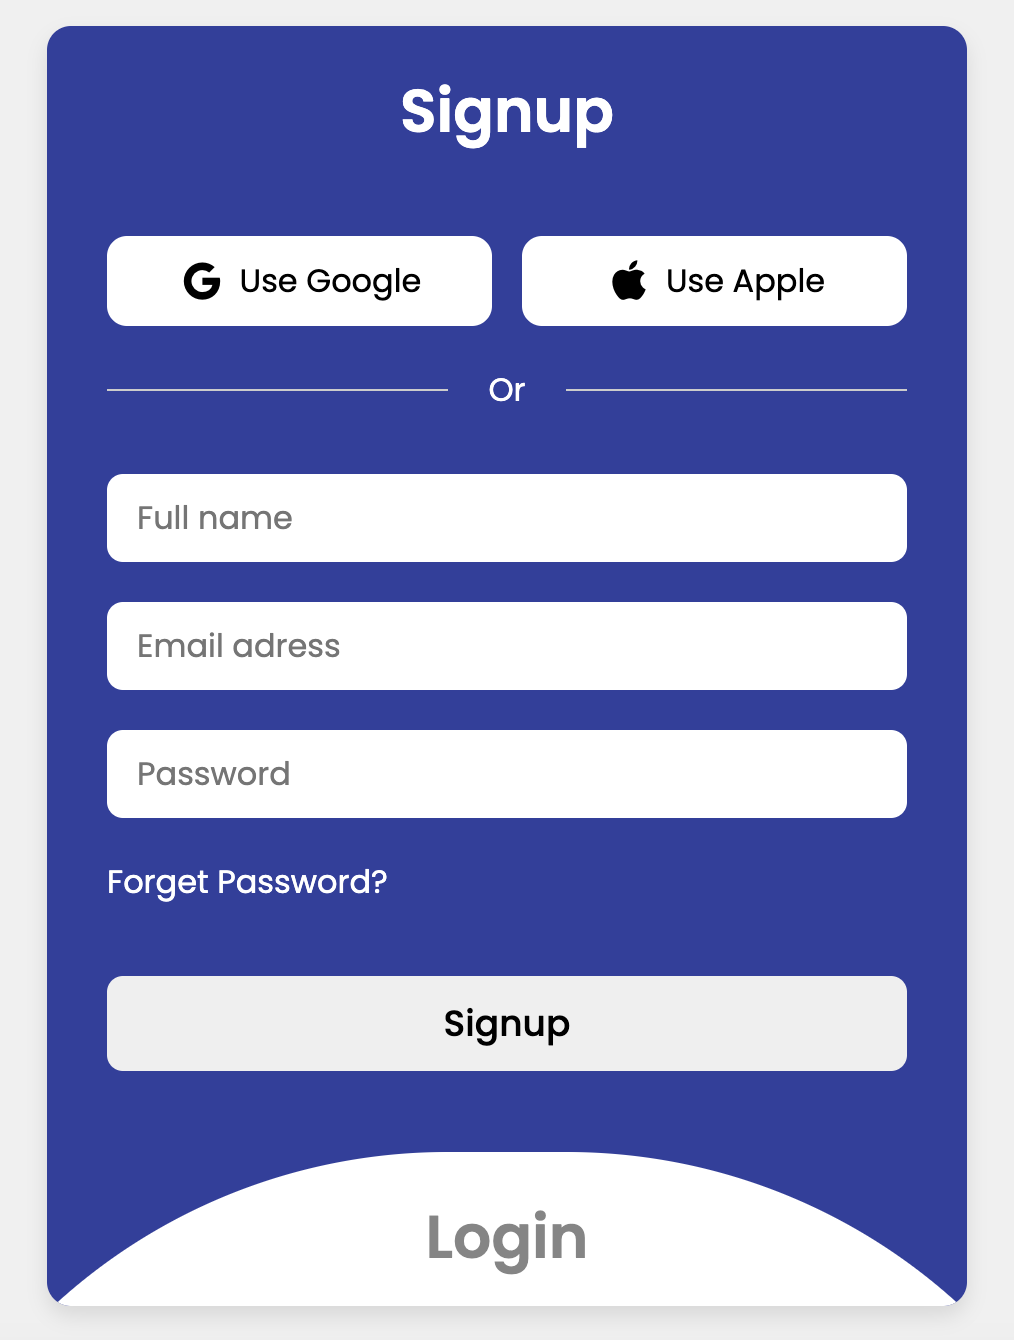 Signup
Use Google
Use Apple
Or
Full name
Email adress
Password
Forget Password?
Signup
Login